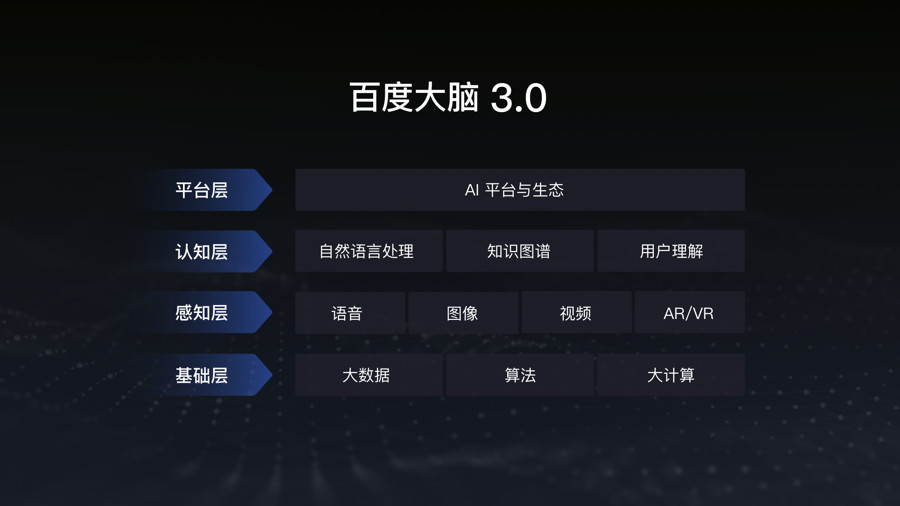 百度大脑 3.0
平台层 AI 平台与生态
认知层 自然语言处理 知识图谱 用户理解
感知层 语音 图像 视频 AR/VR
基础层 大数据 算法 大计算